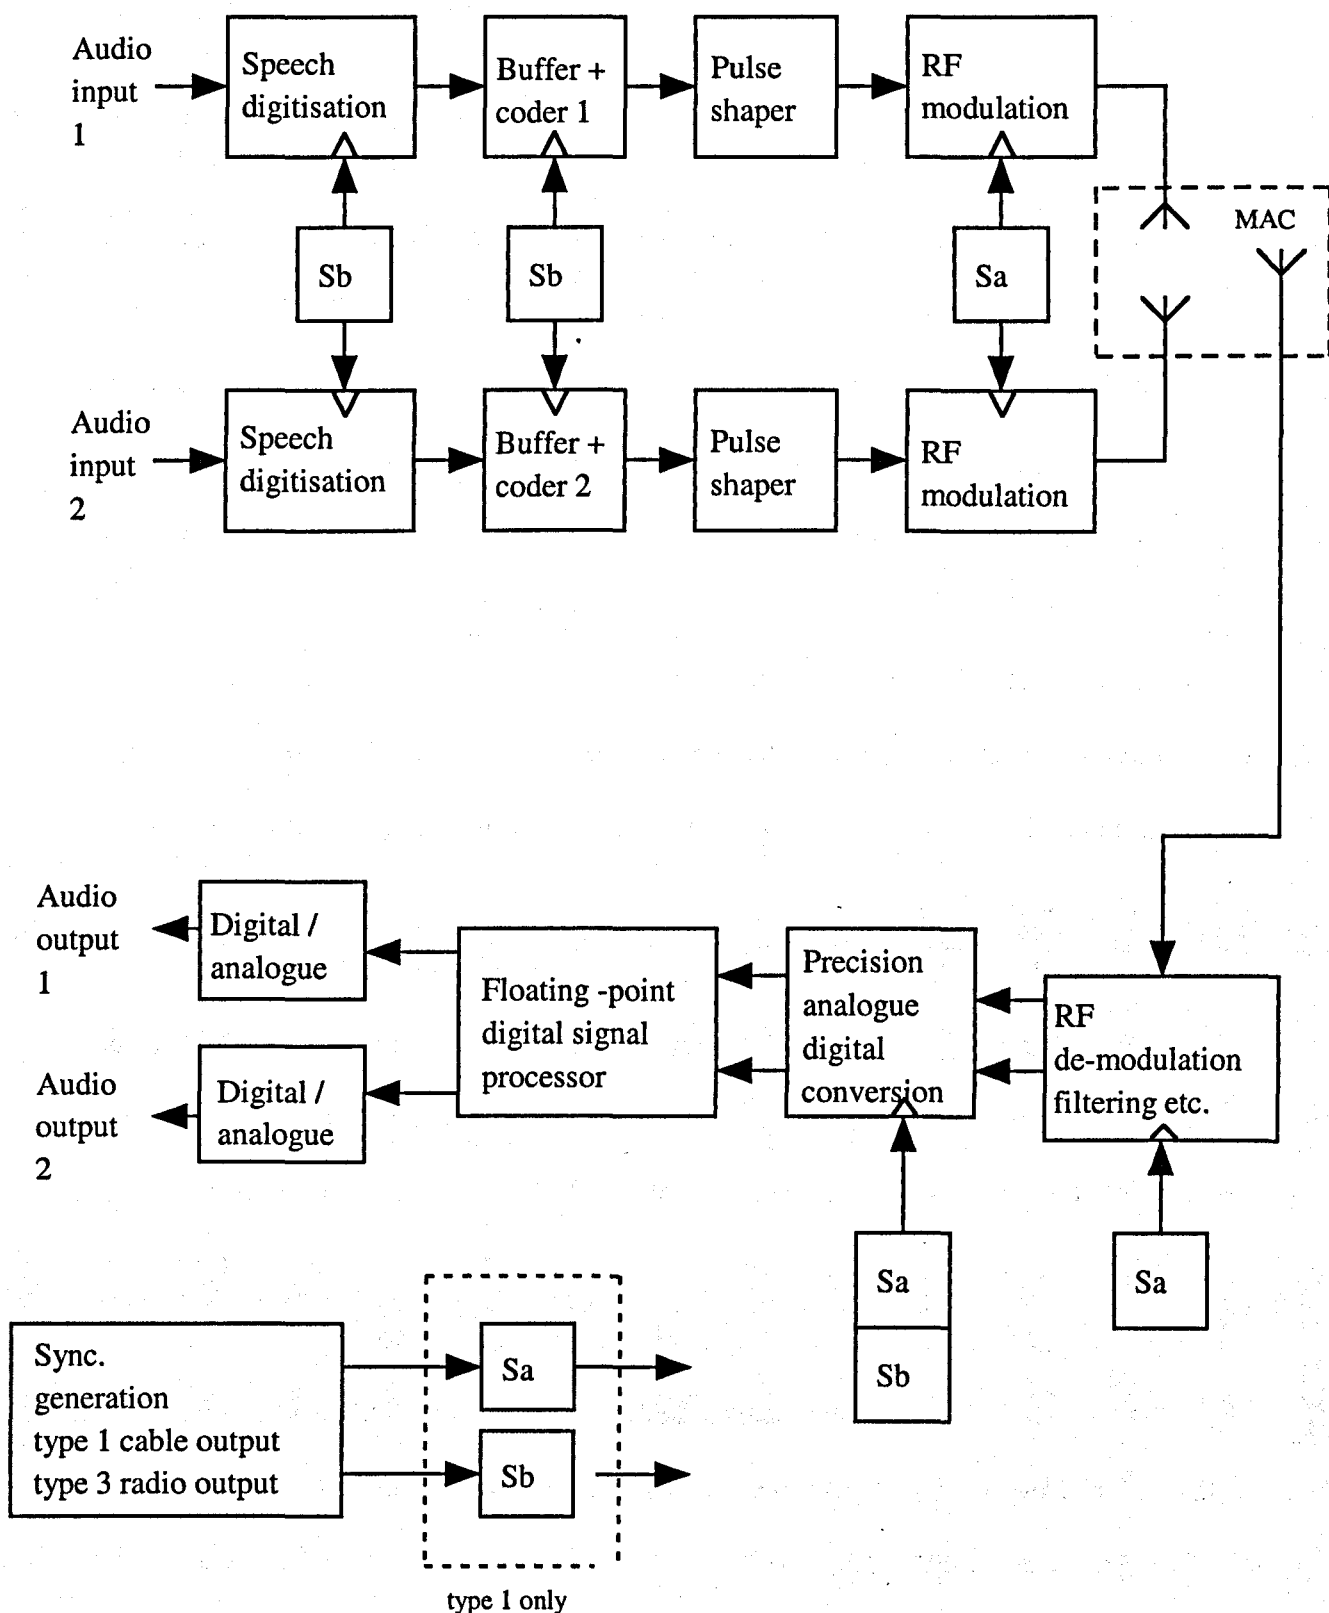 Audio
input
1
Speech
digitisation
Buffer +
coder 1
Pulse
shaper
RF
modulation
MAC
Sb
Sb
Sa
Audio
input
2
Speech
digitisation
Buffer +
coder 2
Pulse
shaper
RF
modulation
Audio
output
1
Digital /
analogue
Floating -point
digital signal
processor
Precision
analogue
digital
conversion
RF
de-modulation
filtering etc.
Audio
output
2
Digital /
analogue
Sa
Sb
Sa
Sync.
generation
type 1 cable output
type 3 radio output
Sa
Sb
type 1 only